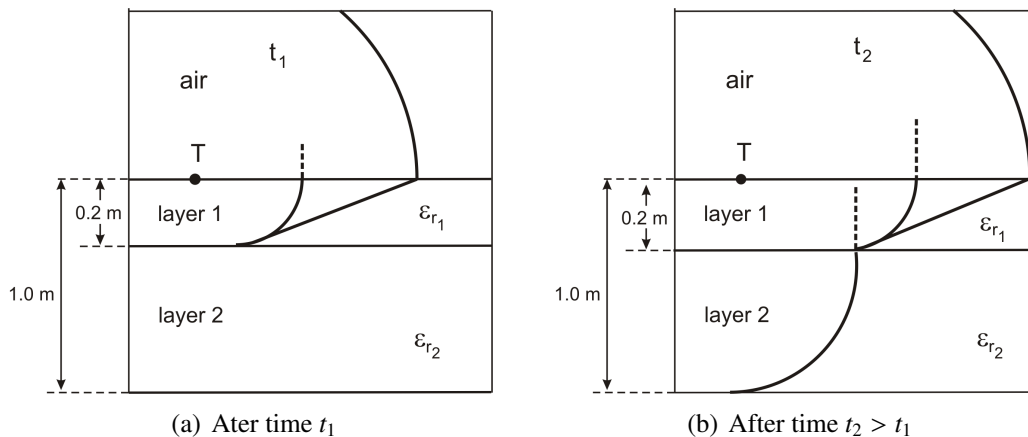 t₁
air
T
0.2 m
layer 1
εr₁
1.0 m
layer 2
εr₂
(a) Ater time t₁
t₂
air
T
0.2 m
layer 1
εr₁
1.0 m
layer 2
εr₂
(b) After time t₂ > t₁